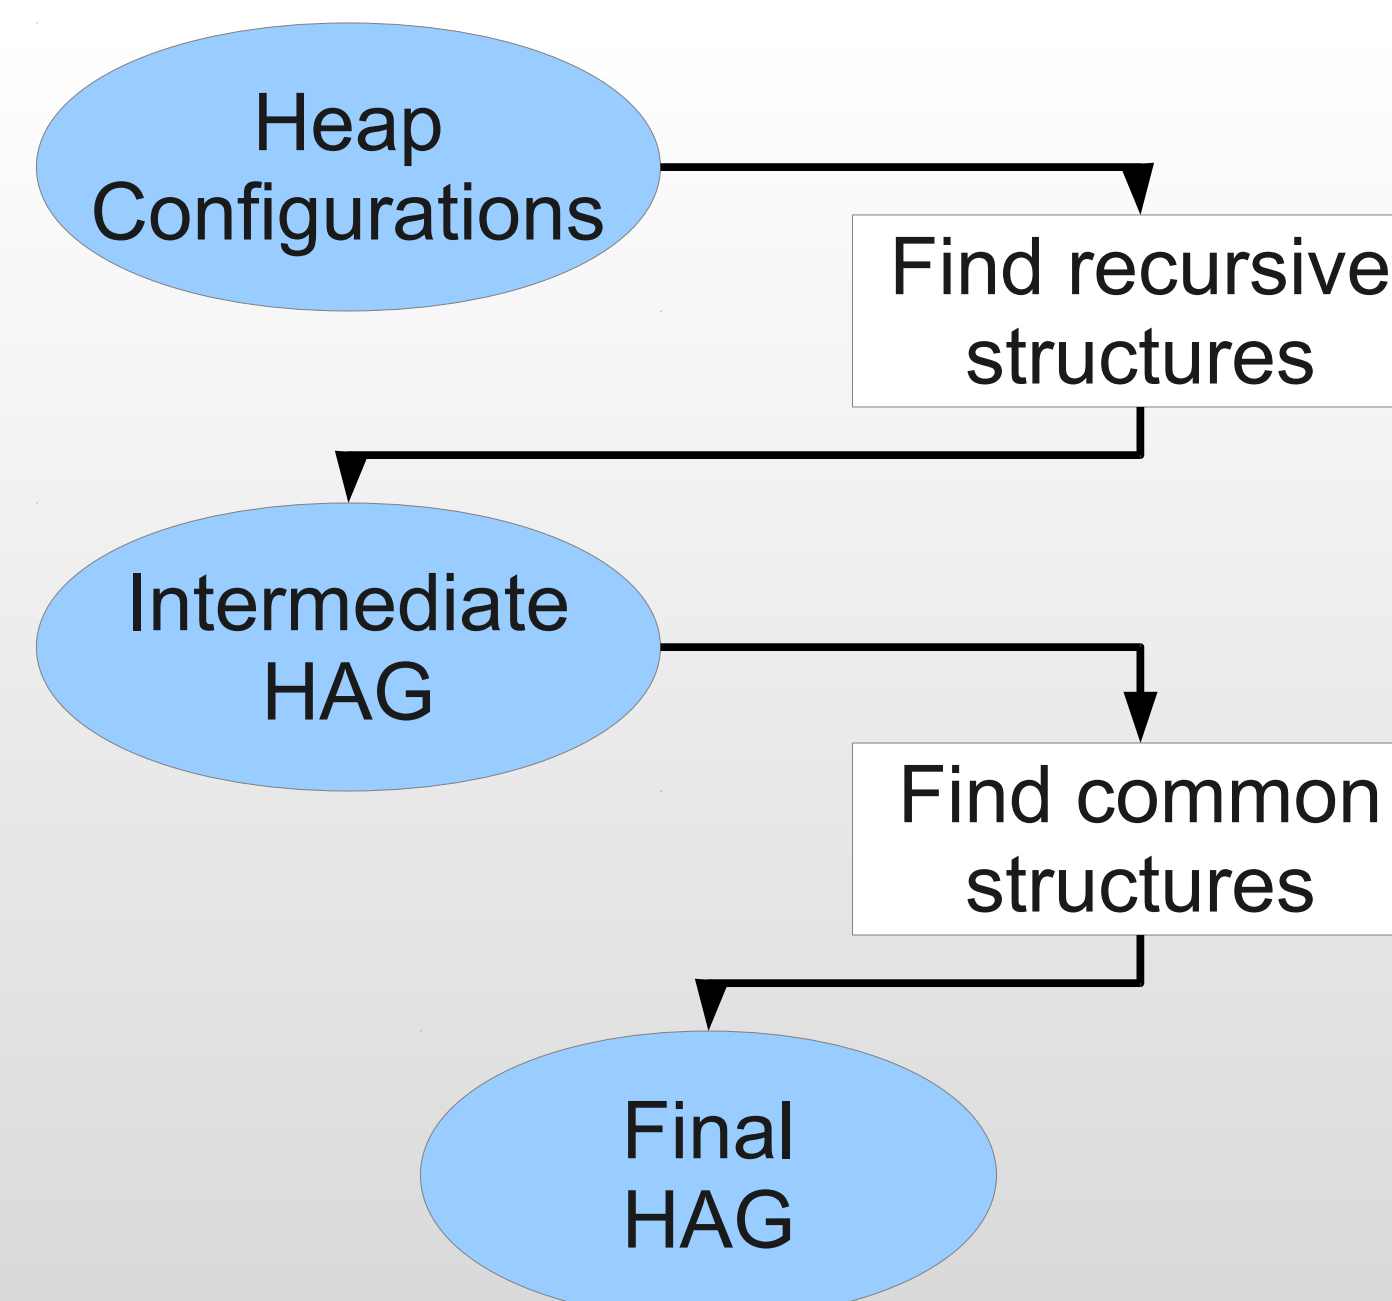 Heap
Configurations
Find recursive
structures
Intermediate
HAG
Find common
structures
Final
HAG